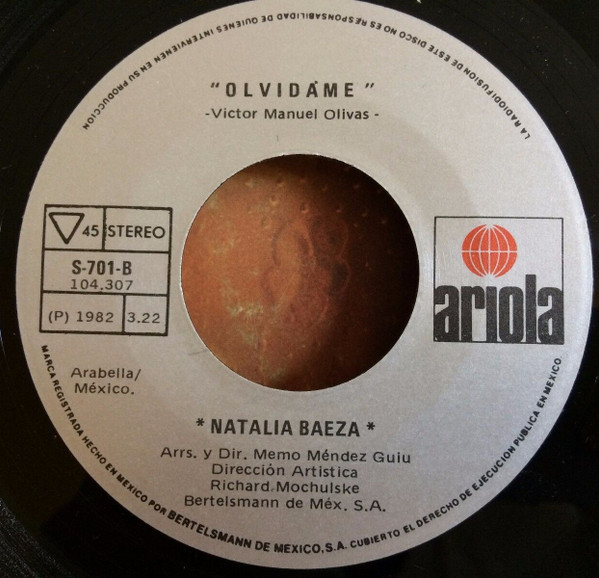 LA RADIODIFUSION DE ESTE DISCO NO ES RESPONSABILIDAD DE QUIENES INTERVIENEN EN SU PRODUCCION
"OLVIDÁME"
-Victor Manuel Olivas-
45 STEREO
S-701-B
104.307
(P) 1982 3.22
ariola
Arabella/
México.
* NATALIA BAEZA *
Arrs. y Dir. Memo Méndez Guiu
Dirección Artistica
Richard Mochulske
Bertelsmann de Méx. S.A.
MARCA REGISTRADA HECHO EN MEXICO POR BERTELSMANN DE MEXICO, S.A. CUBIERTO EL DERECHO DE EJECUCION PUBLICA EN MEXICO